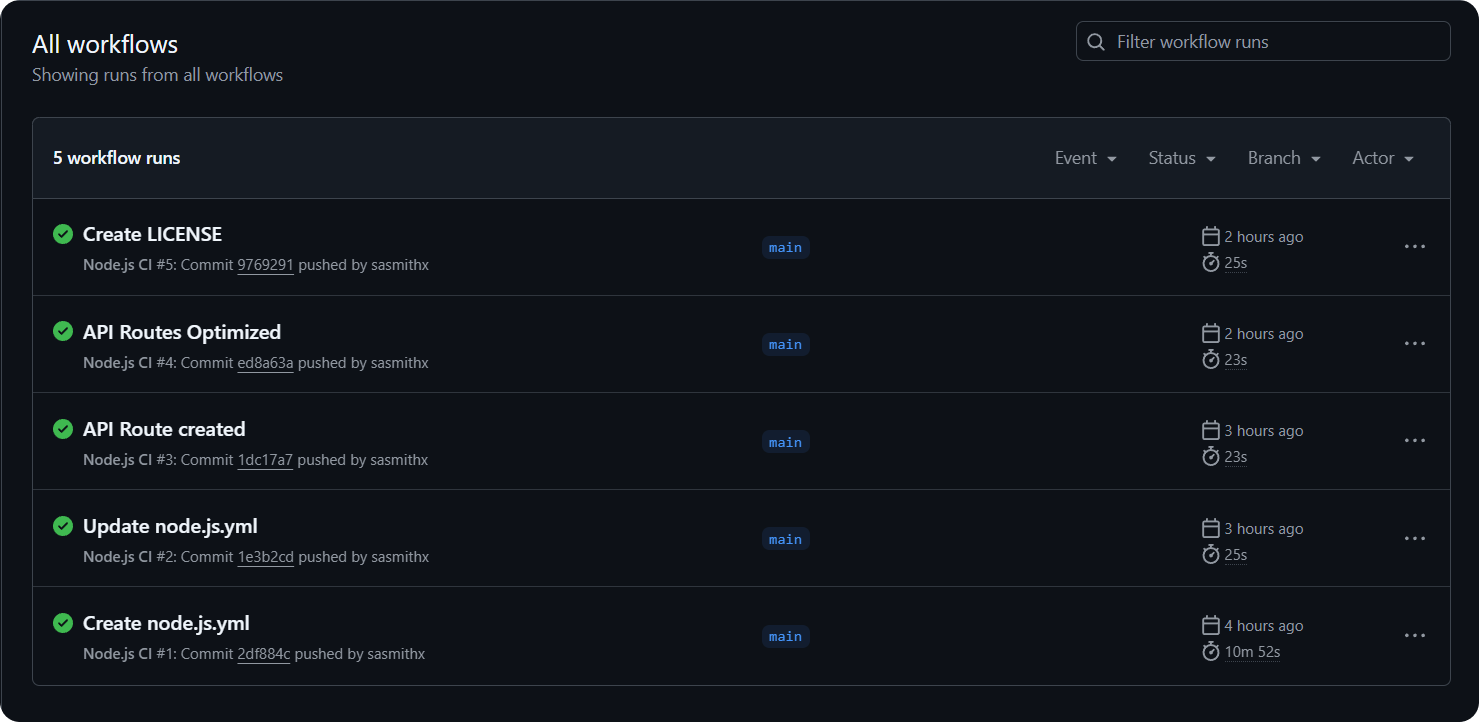 All workflows
Showing runs from all workflows
Filter workflow runs
5 workflow runs
Event
Status
Branch
Actor
Create LICENSE
Node.js CI #5: Commit 9769291 pushed by sasmithx
main
2 hours ago
25s
API Routes Optimized
Node.js CI #4: Commit ed8a63a pushed by sasmithx
main
2 hours ago
23s
API Route created
Node.js CI #3: Commit 1dc17a7 pushed by sasmithx
main
3 hours ago
23s
Update node.js.yml
Node.js CI #2: Commit 1e3b2cd pushed by sasmithx
main
3 hours ago
25s
Create node.js.yml
Node.js CI #1: Commit 2df884c pushed by sasmithx
main
4 hours ago
10m 52s